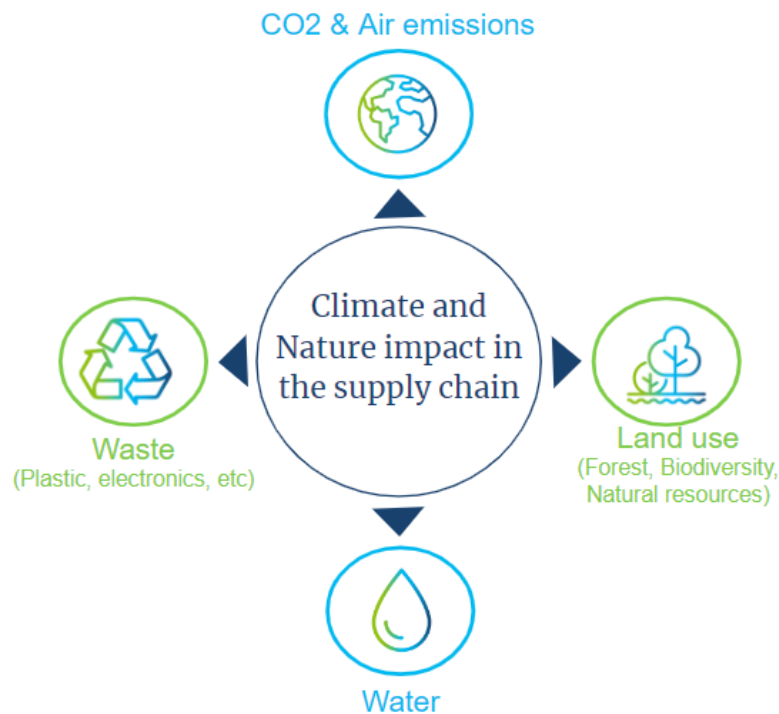 CO2 & Air emissions
Climate and
Nature impact in
the supply chain
Waste
(Plastic, electronics, etc)
Land use
(Forest, Biodiversity,
Natural resources)
Water